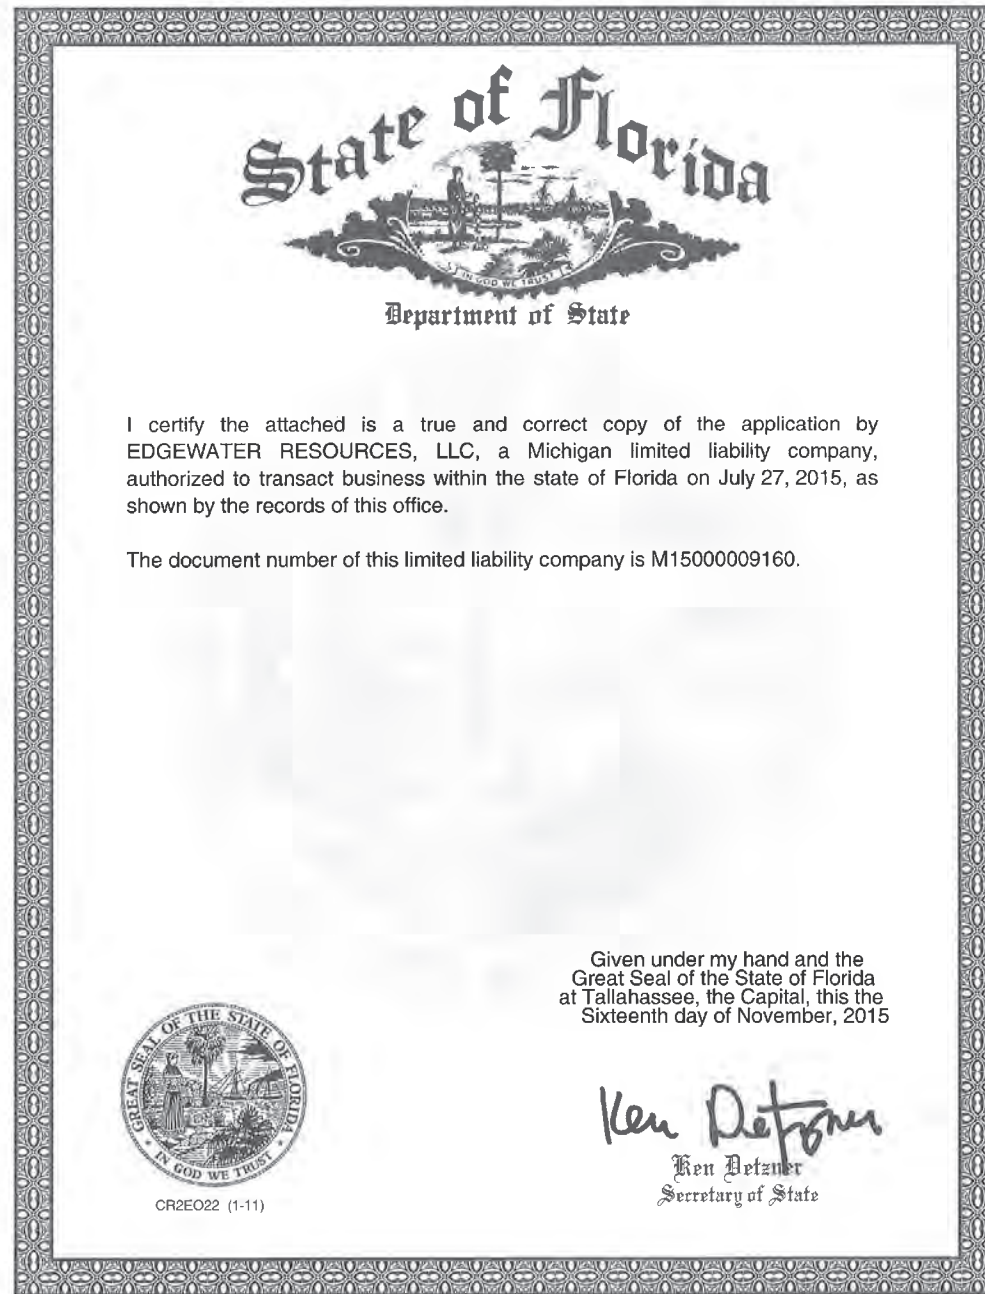 State of Florida
IN GOD WE TRUST
Department of State
I certify the attached is a true and correct copy of the application by
EDGEWATER RESOURCES, LLC, a Michigan limited liability company,
authorized to transact business within the state of Florida on July 27, 2015, as
shown by the records of this office.
The document number of this limited liability company is M15000009160.
Given under my hand and the
Great Seal of the State of Florida
at Tallahassee, the Capital, this the
Sixteenth day of November, 2015
GREAT SEAL OF THE STATE OF FLORIDA
IN GOD WE TRUST
CR2EO22 (1-11)
Ken Detzner
Ken Detzner
Secretary of State